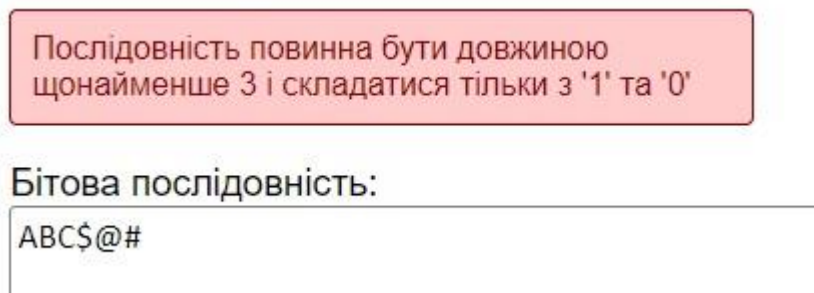 Послідовність повинна бути довжиною
щонайменше 3 і складатися тільки з '1' та '0'
Бітова послідовність:
ABC$@#